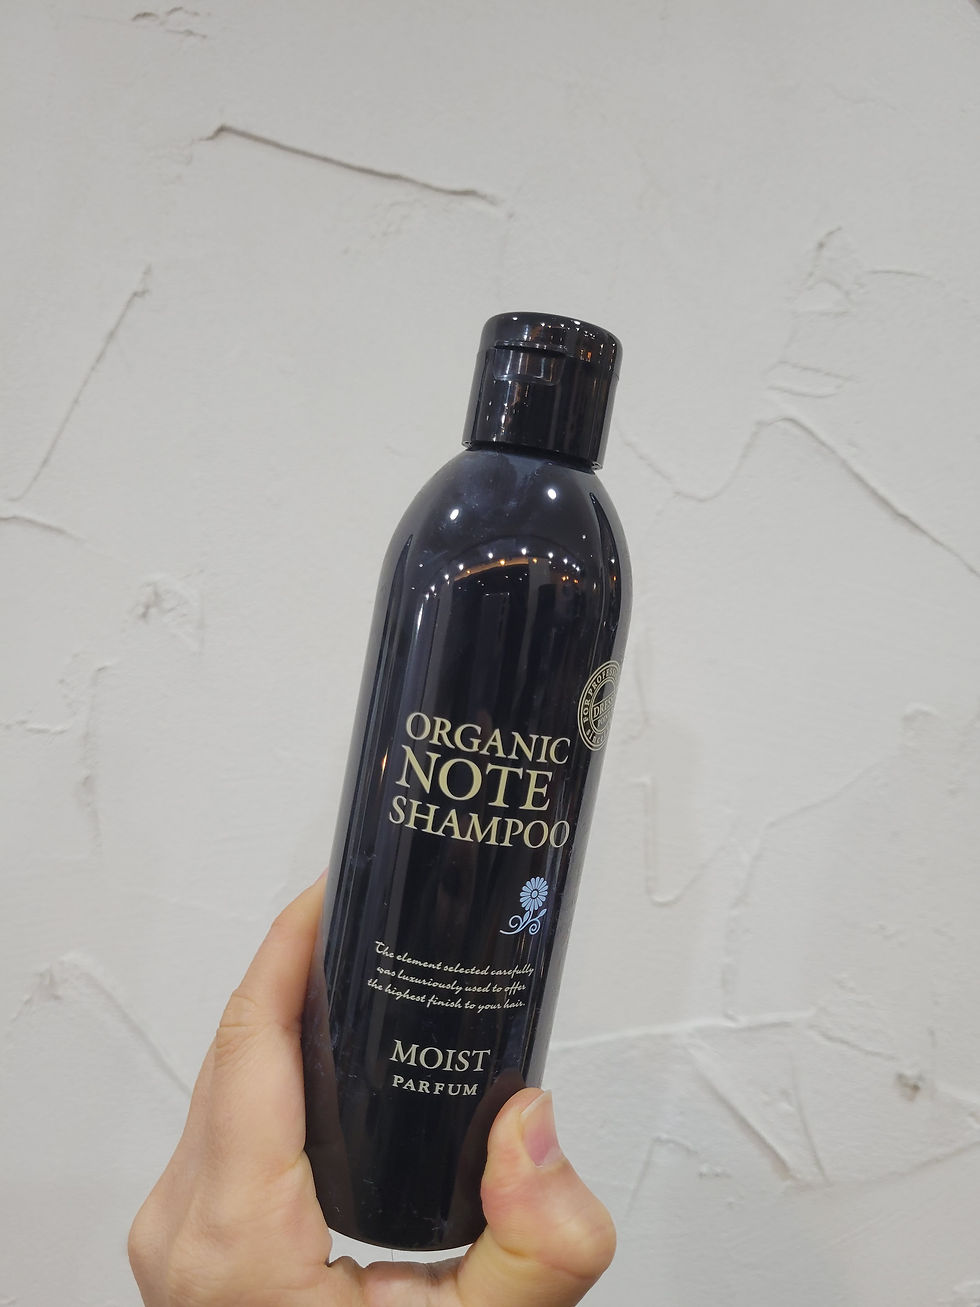 ORGANIC
NOTE
SHAMPOO
The element selected carefully
was luxuriously used to offer
the highest finish to your hair.
MOIST
PARFUM
FOR